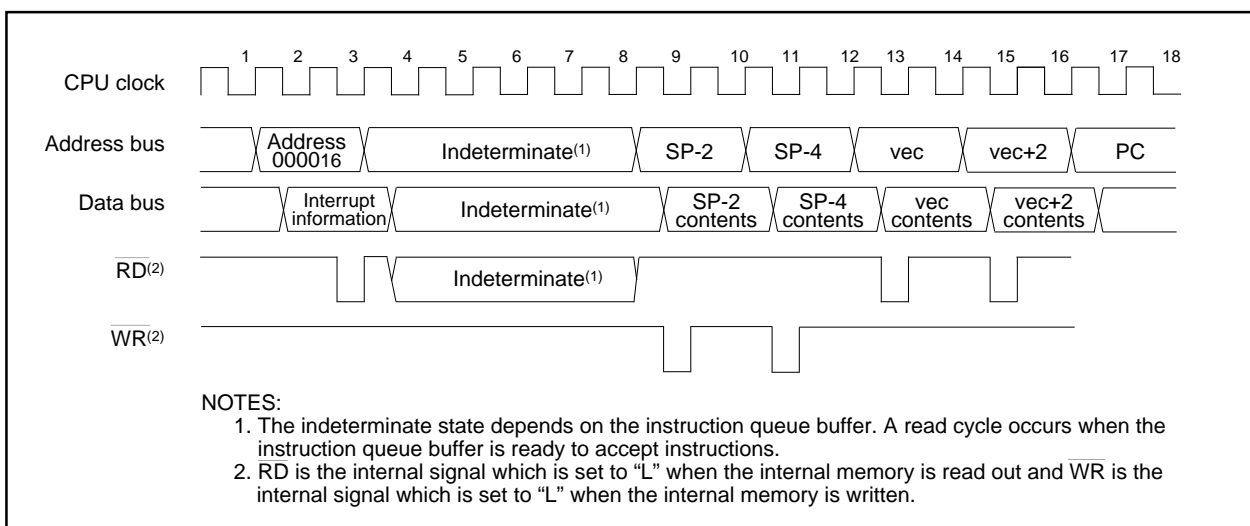 1 2 3 4 5 6 7 8 9 10 11 12 13 14 15 16 17 18
CPU clock
Address bus
Address
000016
Indeterminate(1)
SP-2
SP-4
vec
vec+2
PC
Data bus
Interrupt
information
Indeterminate(1)
SP-2
contents
SP-4
contents
vec
contents
vec+2
contents
RD(2)
Indeterminate(1)
WR(2)
NOTES:
1. The indeterminate state depends on the instruction queue buffer. A read cycle occurs when the
instruction queue buffer is ready to accept instructions.
2. RD is the internal signal which is set to “L” when the internal memory is read out and WR is the
internal signal which is set to “L” when the internal memory is written.